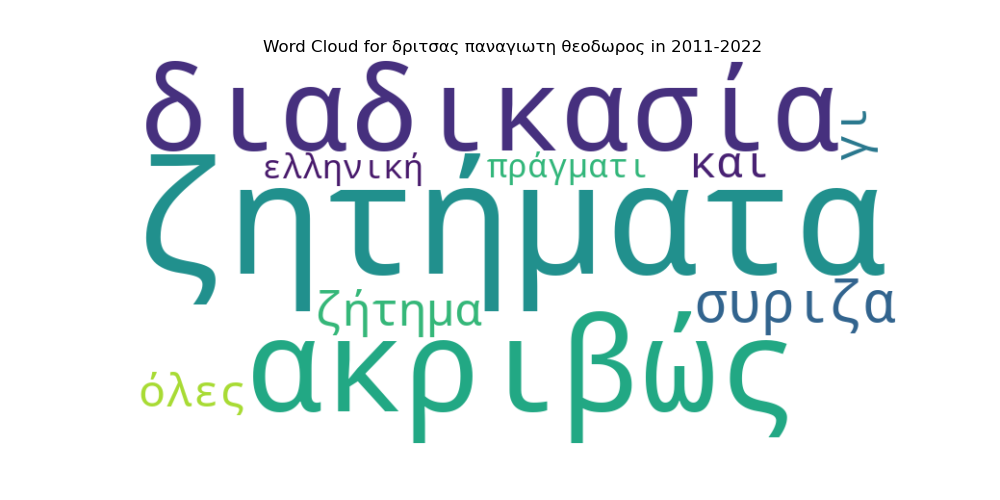 Word Cloud for δριτσας παναγιωτη θεοδωρος in 2011-2022
διαδικασία
γι
ελληνική
πράγματι
και
ζητήματα
ζήτημα
συριζα
όλες
ακριβώς